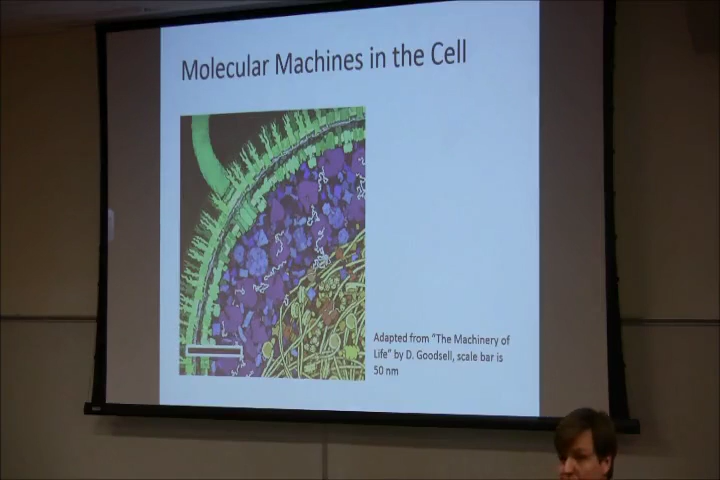 Molecular Machines in the Cell
Adapted from "The Machinery of
Life" by D. Goodsell, scale bar is
50 nm